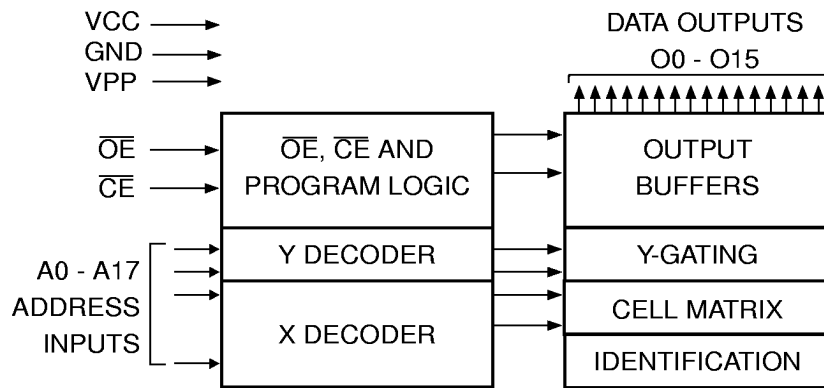 VCC
GND
VPP
OE
CE
A0 - A17
ADDRESS
INPUTS
OE, CE AND
PROGRAM LOGIC
Y DECODER
X DECODER
DATA OUTPUTS
O0 - O15
OUTPUT
BUFFERS
Y-GATING
CELL MATRIX
IDENTIFICATION